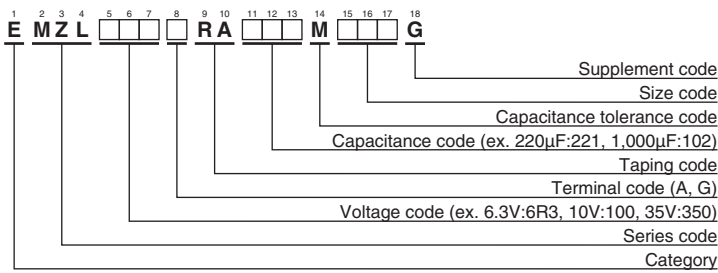 1 2 3 4 5 6 7 8 9 10 11 12 13 14 15 16 17 18
E MZL □□□ □ RA □□□ M □□□ G
Supplement code
Size code
Capacitance tolerance code
Capacitance code (ex. 220µF:221, 1,000µF:102)
Taping code
Terminal code (A, G)
Voltage code (ex. 6.3V:6R3, 10V:100, 35V:350)
Series code
Category